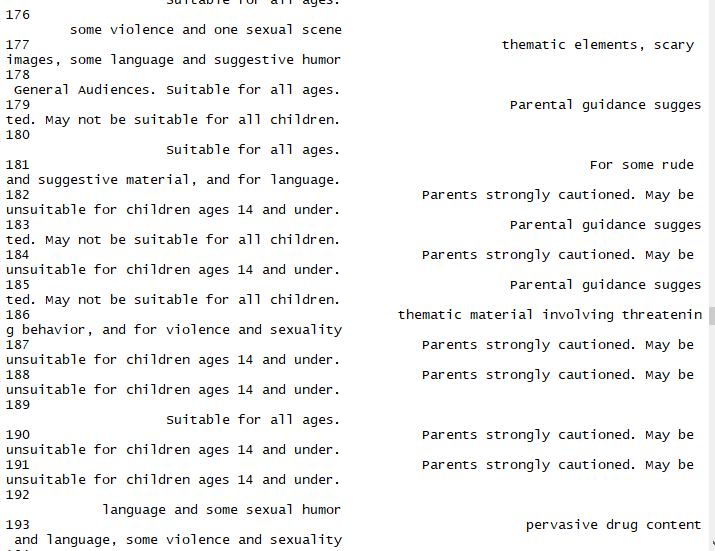 Suitable for all ages.
176
some violence and one sexual scene
177 thematic elements, scary
images, some language and suggestive humor
178
General Audiences. Suitable for all ages.
179 Parental guidance sugges
ted. May not be suitable for all children.
180
Suitable for all ages.
181 For some rude
and suggestive material, and for language.
182 Parents strongly cautioned. May be
unsuitable for children ages 14 and under.
183 Parental guidance sugges
ted. May not be suitable for all children.
184 Parents strongly cautioned. May be
unsuitable for children ages 14 and under.
185 Parental guidance sugges
ted. May not be suitable for all children.
186 thematic material involving threatenin
g behavior, and for violence and sexuality
187 Parents strongly cautioned. May be
unsuitable for children ages 14 and under.
188 Parents strongly cautioned. May be
unsuitable for children ages 14 and under.
189
Suitable for all ages.
190 Parents strongly cautioned. May be
unsuitable for children ages 14 and under.
191 Parents strongly cautioned. May be
unsuitable for children ages 14 and under.
192
language and some sexual humor
193 pervasive drug content
and language, some violence and sexuality